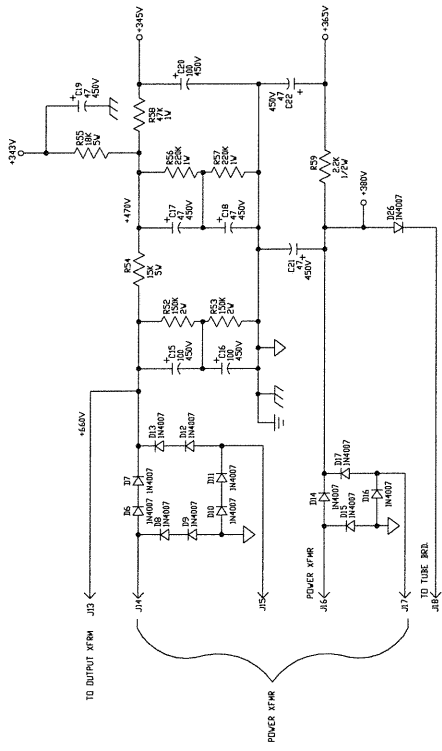 +345V
+365V
C19
47
450V
C20
100
450V
R58
47K
1W
450V
47
C22
+343V
R55
18K
5W
R56
220K
1W
R57
220K
1W
R59
2.2K
1/2W
+470V
C17
47
450V
C18
47
450V
+380V
D26
1N4007
R54
15K
5W
C21
47
450V
R52
150K
2W
R53
150K
2W
C15
100
450V
C16
100
450V
+660V
D13
1N4007
D12
1N4007
D7
1N4007
D6
1N4007
D8
1N4007
D9
1N4007
D11
1N4007
D10
1N4007
D17
1N4007
D14
1N4007
D15
1N4007
D16
1N4007
J13
TO OUTPUT XFRM
J14
J15
POWER XFMR
J16
J17
TO TUBE BRD.
J18
POWER XFMR